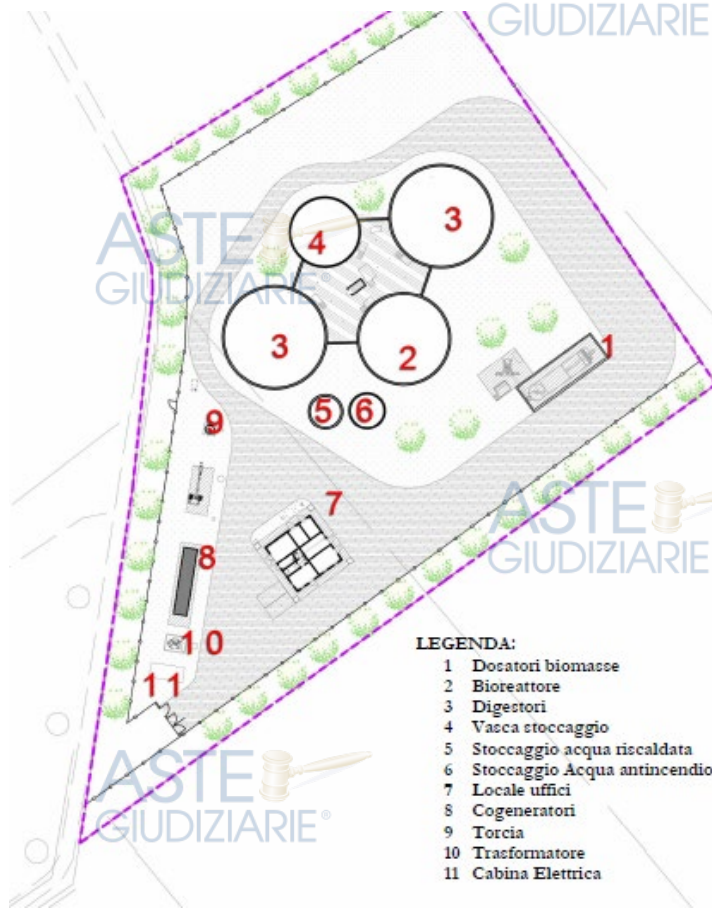 GIUDIZIARIE
3
4
ASTE
GIUDIZIARIE
3
2
1
5
6
9
7
ASTE
GIUDIZIARIE
8
10
11
LEGENDA:
1 Dosatori biomasse
2 Bioreattore
3 Digestori
4 Vasca stoccaggio
5 Stoccaggio acqua riscaldata
6 Stoccaggio Acqua antincendio
7 Locale uffici
8 Cogeneratori
9 Torcia
10 Trasformatore
11 Cabina Elettrica
ASTE
GIUDIZIARIE®